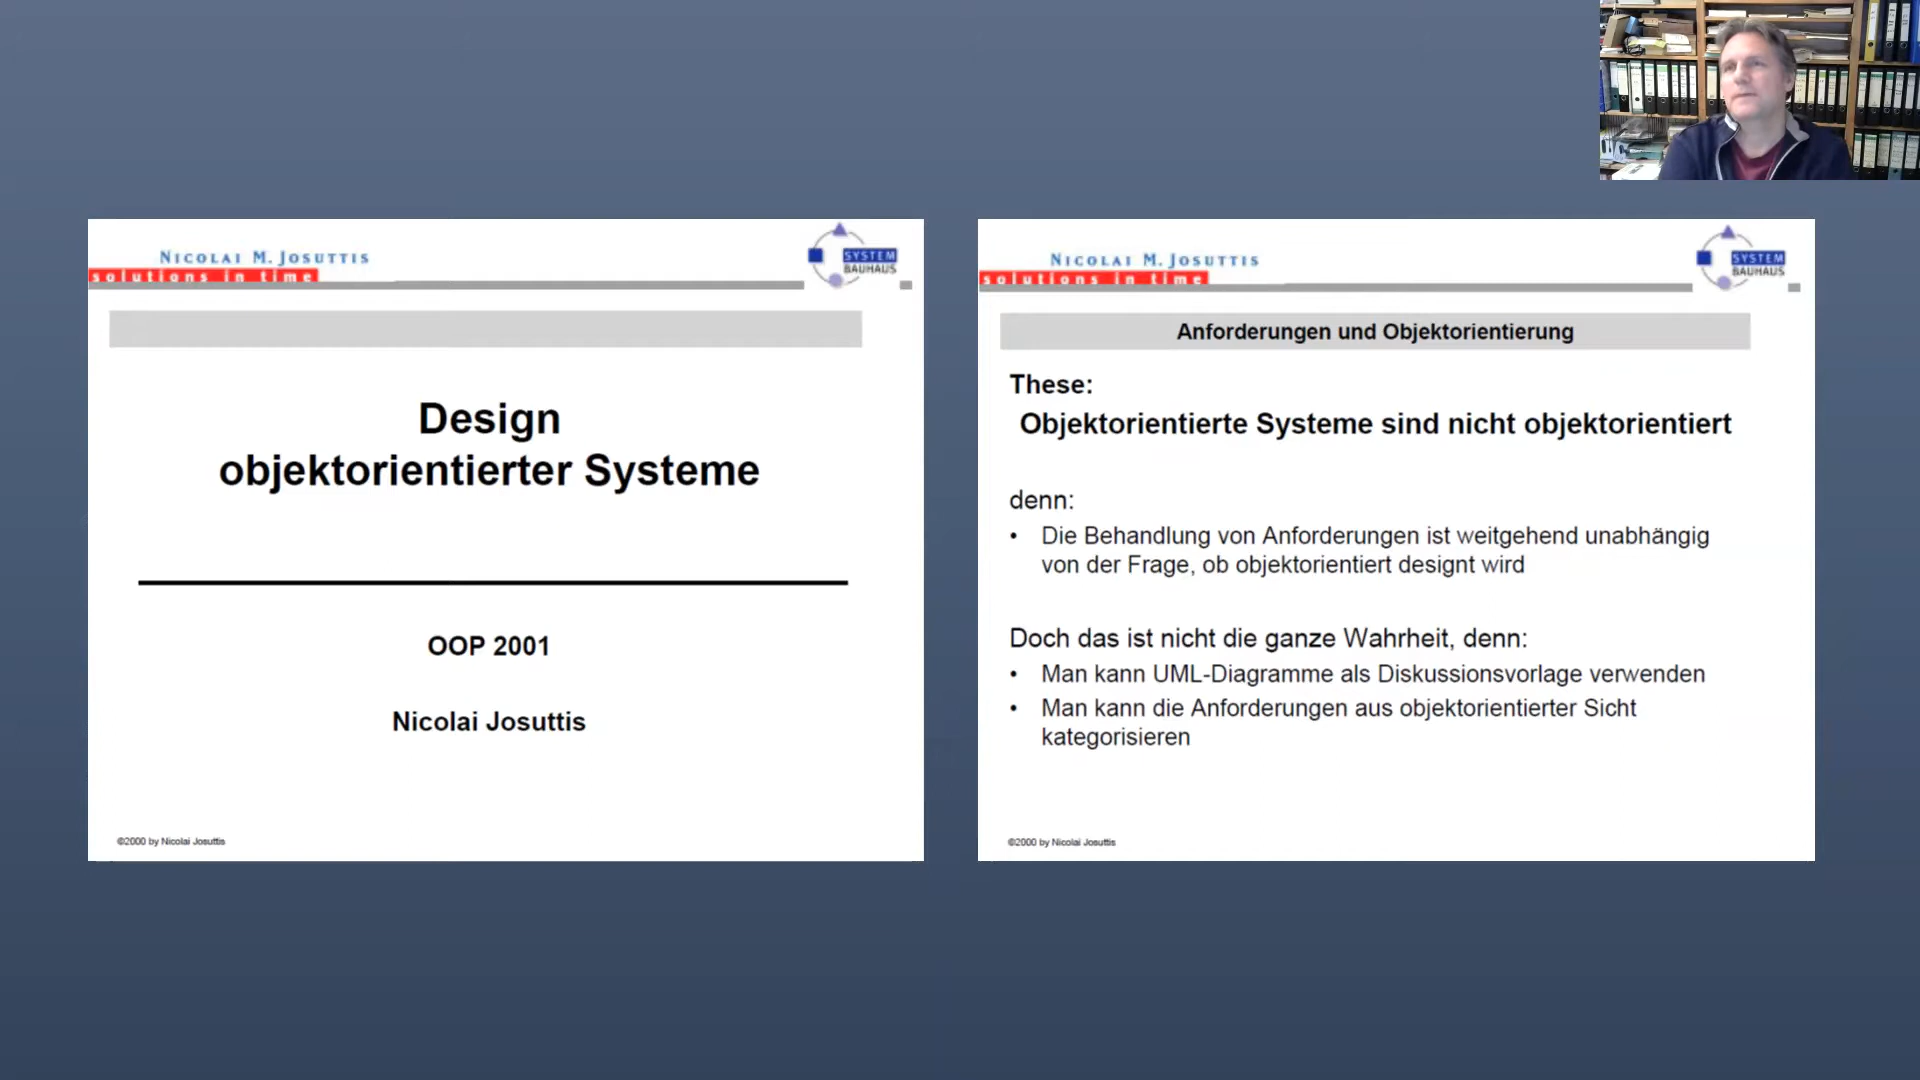 NICOLAI M. JOSUTTIS
solutions in time
SYSTEM
BAUHAUS
Design
objektorientierter Systeme
OOP 2001
Nicolai Josuttis
©2000 by Nicolai Josuttis
NICOLAI M. JOSUTTIS
solutions in time
SYSTEM
BAUHAUS
Anforderungen und Objektorientierung
These:
Objektorientierte Systeme sind nicht objektorientiert
denn:
• Die Behandlung von Anforderungen ist weitgehend unabhängig
von der Frage, ob objektorientiert designt wird
Doch das ist nicht die ganze Wahrheit, denn:
• Man kann UML-Diagramme als Diskussionsvorlage verwenden
• Man kann die Anforderungen aus objektorientierter Sicht
kategorisieren
©2000 by Nicolai Josuttis